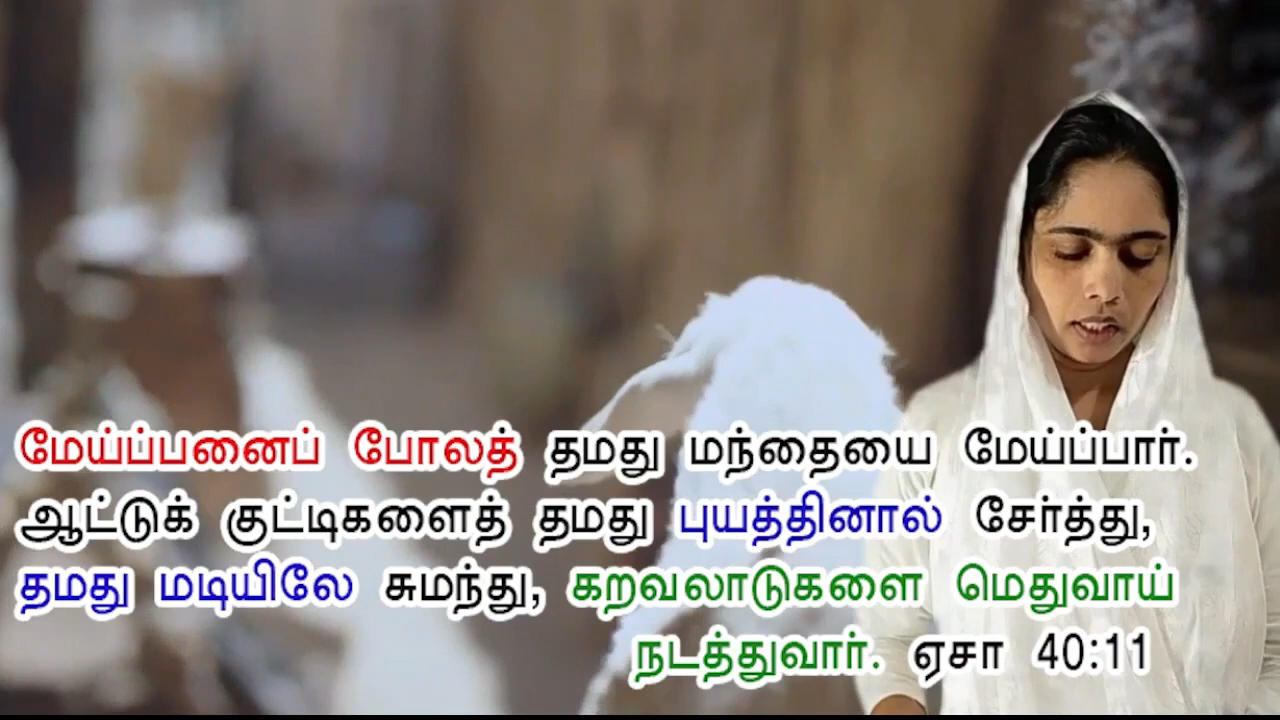 மேய்ப்பனைப் போலத் தமது மந்தையை மேய்ப்பார்.
ஆட்டுக் குட்டிகளைத் தமது புயத்தினால் சேர்த்து,
தமது மடியிலே சுமந்து, கறவலாடுகளை மெதுவாய்
நடத்துவார். ஏசா 40:11